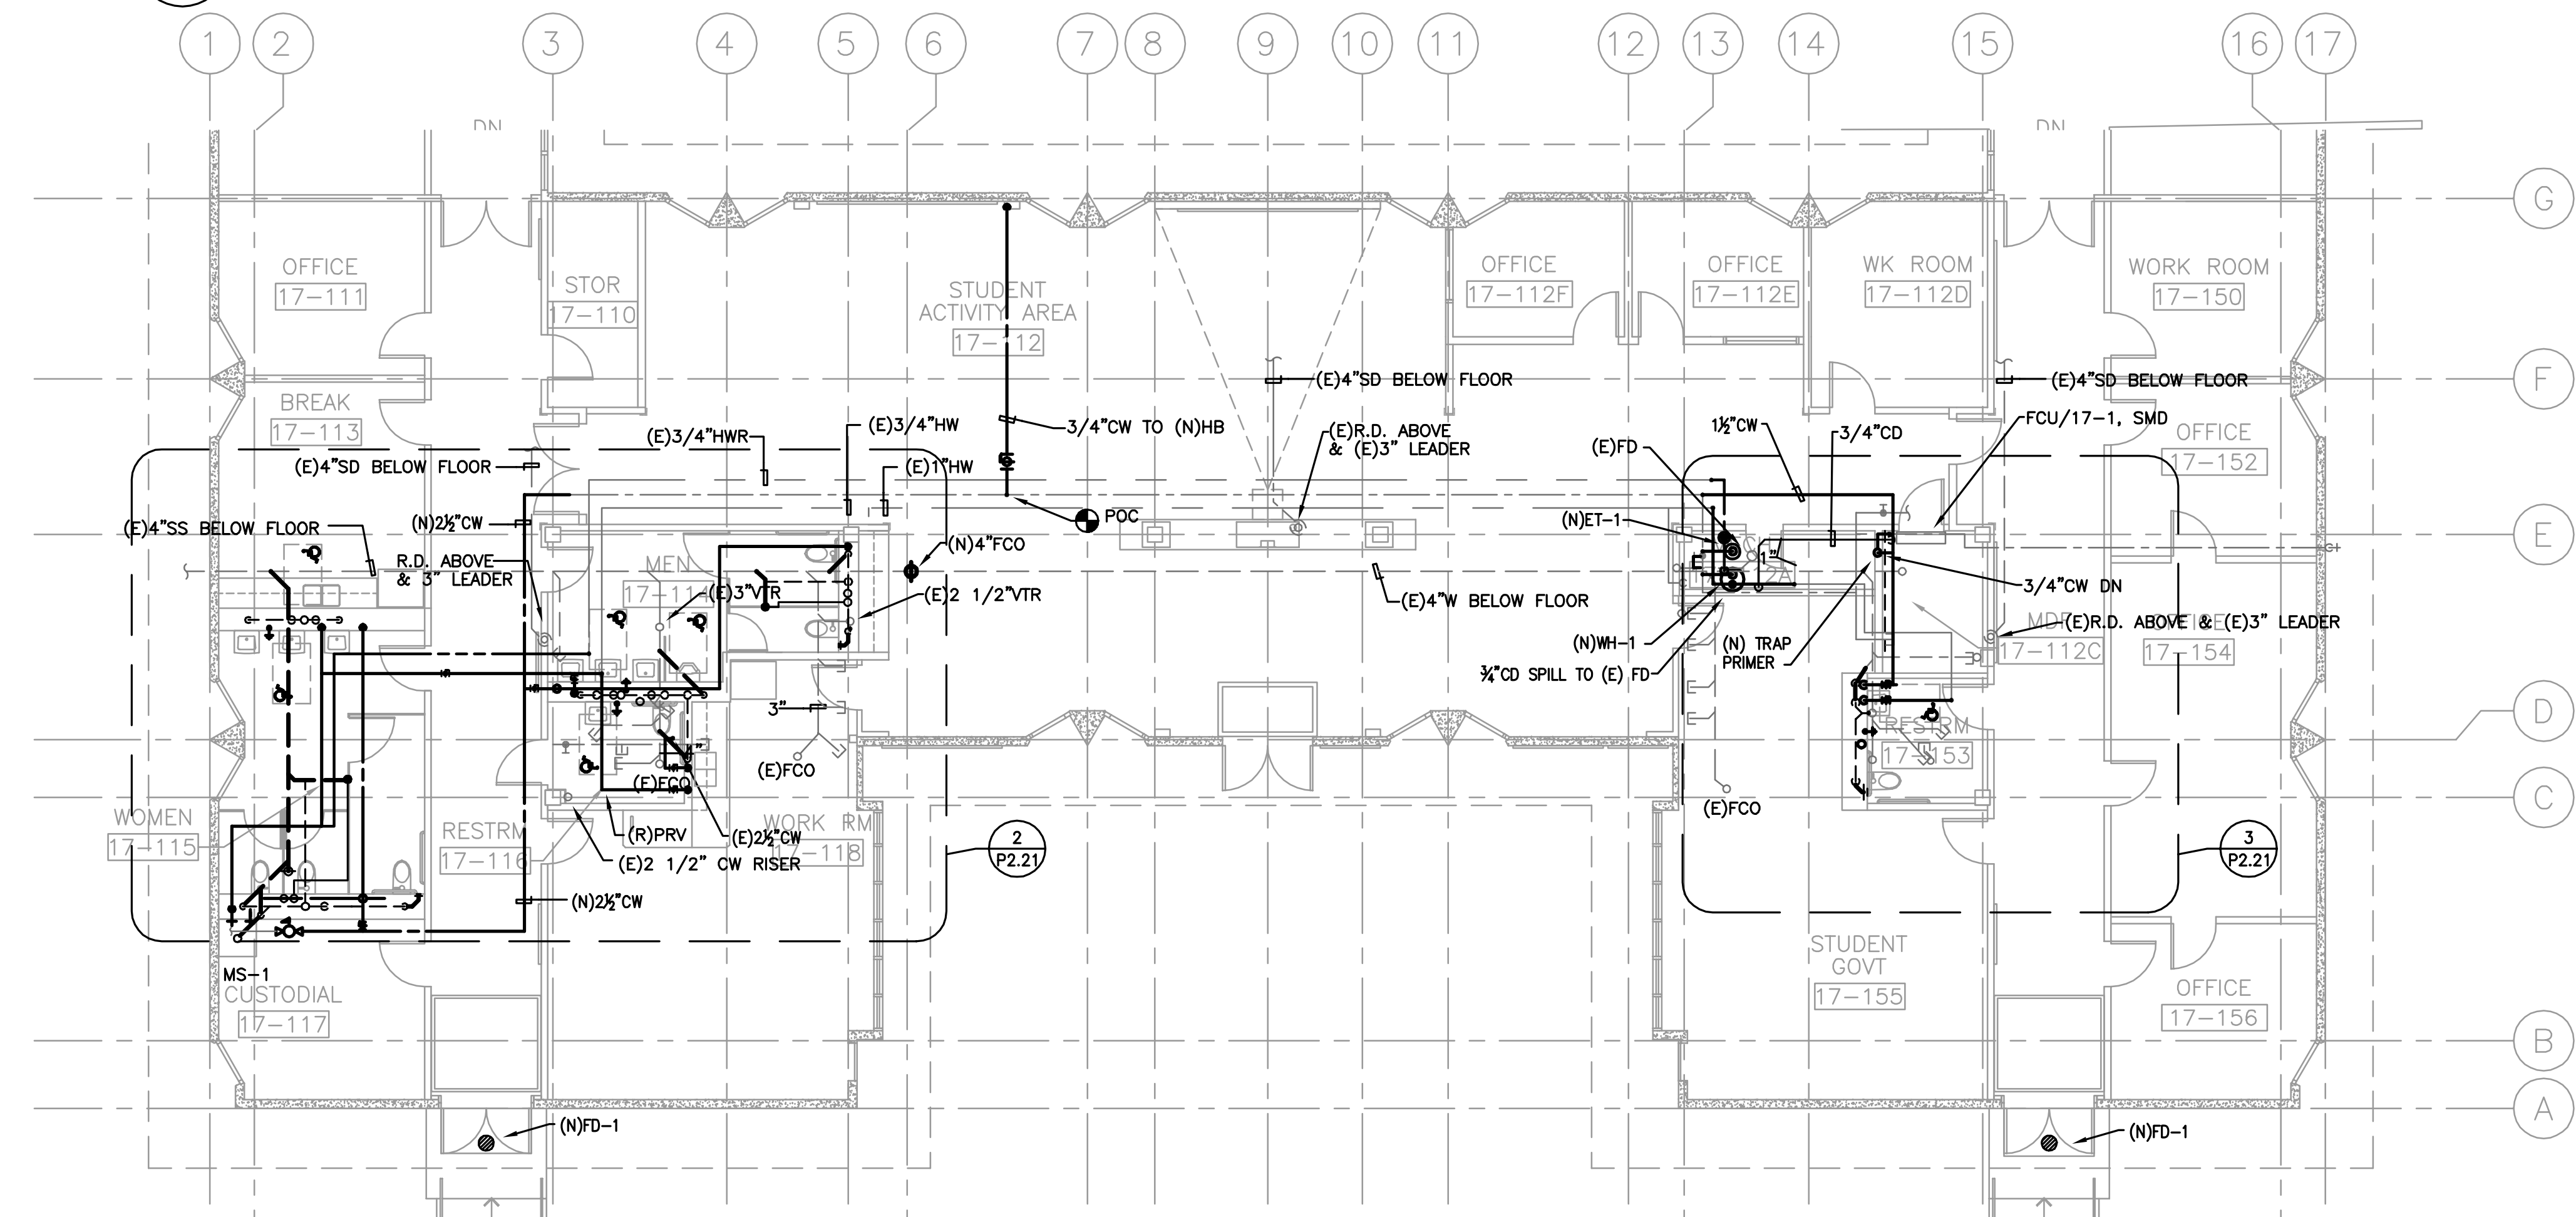 1 2 3 4 5 6 7 8 9 10 11 12 13 14 15 16 17
DN
DN
G
OFFICE
17-111
STOR
17-110
STUDENT
ACTIVITY AREA
17-112
OFFICE
17-112F
OFFICE
17-112E
WK ROOM
17-112D
WORK ROOM
17-150
F
(E)4"SD BELOW FLOOR
(E)4"SD BELOW FLOOR
BREAK
17-113
(E)3/4"HWR
(E)3/4"HW
3/4"CW TO (N)HB
(E)R.D. ABOVE
& (E)3" LEADER
1½"CW
3/4"CD
FCU/17-1, SMD
OFFICE
17-152
(E)4"SD BELOW FLOOR
(E)1"HW
(E)FD
(E)4"SS BELOW FLOOR
(N)2½"CW
POC
(N)ET-1
E
R.D. ABOVE
& 3" LEADER
MEN
17-114
(E)3"VTR
(N)4"FCO
(E)2 1/2"VTR
(E)4"W BELOW FLOOR
1"
3/4"CW DN
(E)R.D. ABOVE & (E)3" LEADER
(N)WH-1
(N) TRAP
PRIMER
¾"CD SPILL TO (E) FD
17-112C
OFFICE
17-154
3"
D
RESTRM
17-153
(E)FCO
(E)FCO
(E)FCO
C
WOMEN
17-115
RESTRM
17-116
(R)PRV
(E)2½"CW
WORK RM
17-118
(E)2 1/2" CW RISER
2
P2.21
3
P2.21
(N)2½"CW
MS-1
CUSTODIAL
17-117
STUDENT
GOVT
17-155
OFFICE
17-156
B
A
(N)FD-1
(N)FD-1